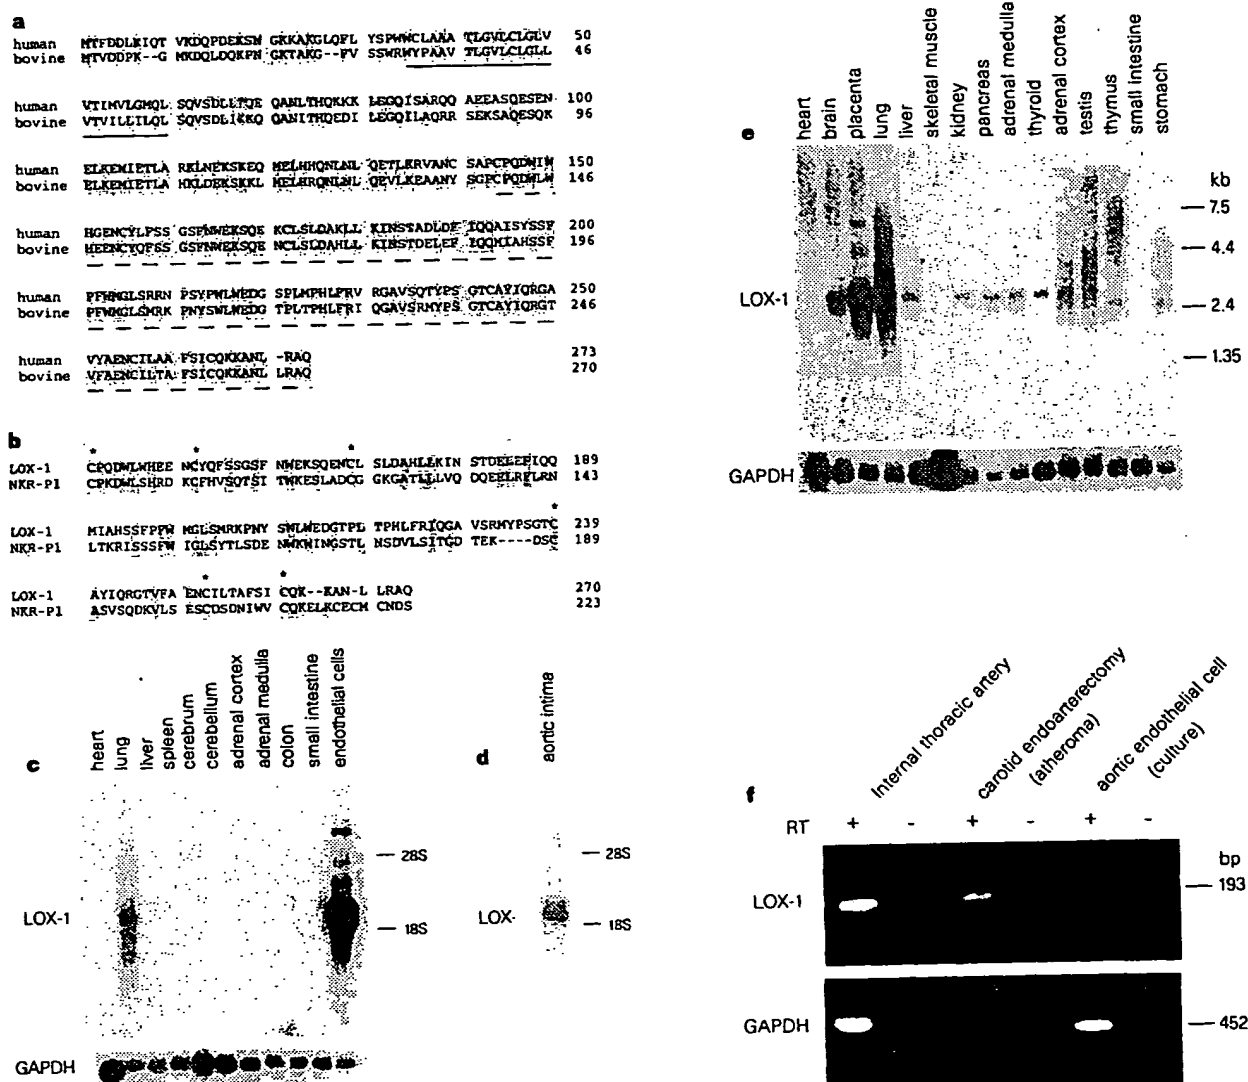 a
human MTFDDLKIQT VKDQPDEKSN GKKAKGLQFL YSPWWCLAAA TLGVLCLGLV 50
bovine MTVDDPK--G MKDQLDQKPN GKTAKG--FV SSWRWYPAAV TLGVLCLGLL 46
human VTIMVLGMQL SQVSDLLTQE QANLTHQKKK LEGQISARQQ AEEASQESEN 100
bovine VTVILLILQL SQVSDLIKKQ QANITHQEDI LEGQILAQRR SEKSAQESQK 96
human ELKEMIETLA RKLNEKSKEQ MELHHQNLNL QETLKRVANC SAPCPQDWIW 150
bovine ELKEMIETLA HKLDEKSKKL MELHRQNLNL QEVLKEAANY SGPCPQDWLW 146
human HGENCYLFSS GSFNWEKSQE KCLSLDAKLL KINSTADLDF IQQAISYSSF 200
bovine HEENCYQFSS GSFNWEKSQE NCLSLDAHLL KINSTDELEF IQQMIAHSSF 196
human PFWMGLSRRN PSYPWLWEDG SPLMPHLFRV RGAVSQTYPS GTCAYIQRGA 250
bovine PFWMGLSMRK PNYSWLWEDG TPLTPHLFRI QGAVSRMYPS GTCAYIQRGT 246
human VYAENCILAA FSICQKKANL -RAQ 273
bovine VFAENCILTA FSICQKKANL LRAQ 270
b
* * *
LOX-1 CPQDWLWHEE NCYQFSSGSF NWEKSQENCL SLDAHLLKIN STDELEFIQQ 189
NKR-P1 CPKDWLSHRD KCFHVSQTSI TWKESLADCG GKGATLLLVQ DQEELRFLRN 143
*
LOX-1 MIAHSSFPFW MGLSMRKPNY SWLWEDGTPL TPHLFRIQGA VSRMYPSGTC 239
NKR-P1 LTKRISSSFW IGLSYTLSDE NWKWINGSTL NSDVLSITGD TEK----DSC 189
* *
LOX-1 AYIQRGTVFA ENCILTAFSI CQK--KAN-L LRAQ 270
NKR-P1 ASVSQDKVLS ESCDSDNIWV CQKELKCECM CNDS 223
c
heart
lung
liver
spleen
cerebrum
cerebellum
adrenal cortex
adrenal medulla
colon
small intestine
endothelial cells
28S
LOX-1
18S
GAPDH
d
aortic intima
28S
LOX-
18S
e
heart
brain
placenta
lung
liver
skeletal muscle
kidney
pancreas
adrenal medulla
thyroid
adrenal cortex
testis
thymus
small intestine
stomach
kb
7.5
4.4
LOX-1
2.4
1.35
GAPDH
f
Internal thoracic artery
carotid endoarterectomy
(atheroma)
aortic endothelial cell
(culture)
RT + - + - + -
bp
193
LOX-1
GAPDH
452